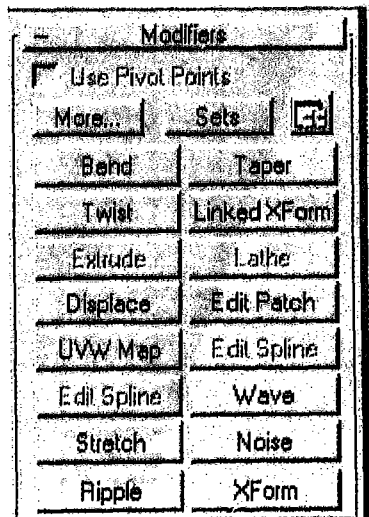 - Modifiers
Use Pivot Points
More... Sets
Bend Taper
Twist Linked XForm
Extrude Lathe
Displace Edit Patch
UVW Map Edit Spline
Edit Spline Wave
Stretch Noise
Ripple XForm